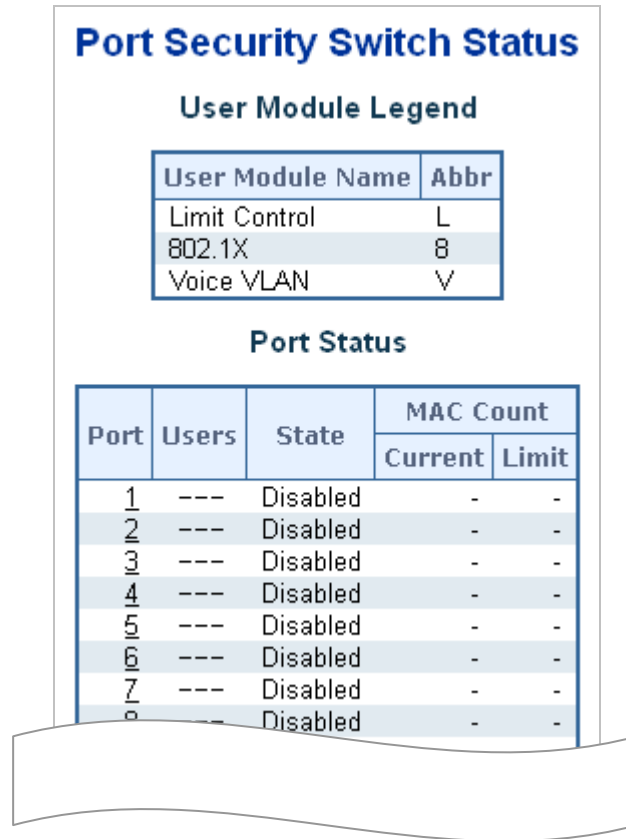 Port Security Switch Status
User Module Legend
User Module Name Abbr
Limit Control L
802.1X 8
Voice VLAN V
Port Status
Port Users State MAC Count
Current Limit
1 --- Disabled - -
2 --- Disabled - -
3 --- Disabled - -
4 --- Disabled - -
5 --- Disabled - -
6 --- Disabled - -
7 --- Disabled - -
8 --- Disabled - -